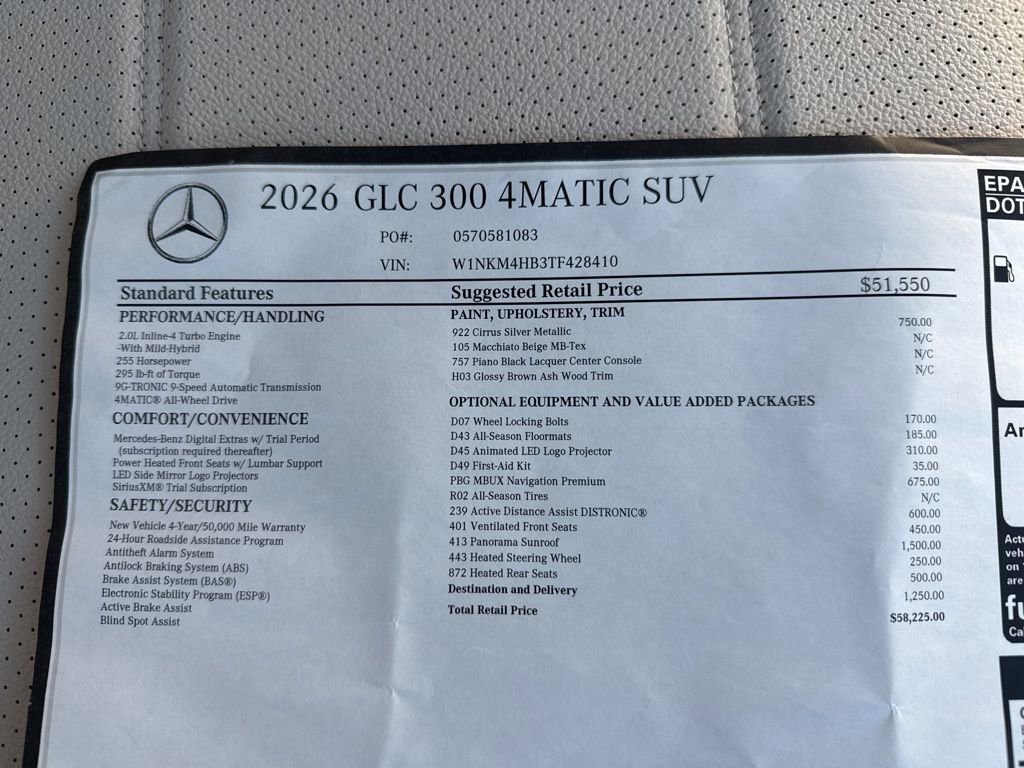 2026 GLC 300 4MATIC SUV
PO#: 0570581083
VIN: W1NKM4HB3TF428410
Standard Features
PERFORMANCE/HANDLING
2.0L Inline-4 Turbo Engine
-With Mild-Hybrid
255 Horsepower
295 lb-ft of Torque
9G-TRONIC 9-Speed Automatic Transmission
4MATIC® All-Wheel Drive
COMFORT/CONVENIENCE
Mercedes-Benz Digital Extras w/ Trial Period
(subscription required thereafter)
Power Heated Front Seats w/ Lumbar Support
LED Side Mirror Logo Projectors
SiriusXM® Trial Subscription
SAFETY/SECURITY
New Vehicle 4-Year/50,000 Mile Warranty
24-Hour Roadside Assistance Program
Antitheft Alarm System
Antilock Braking System (ABS)
Brake Assist System (BAS®)
Electronic Stability Program (ESP®)
Active Brake Assist
Blind Spot Assist
Suggested Retail Price $51,550
PAINT, UPHOLSTERY, TRIM
922 Cirrus Silver Metallic 750.00
105 Macchiato Beige MB-Tex N/C
757 Piano Black Lacquer Center Console N/C
H03 Glossy Brown Ash Wood Trim N/C
OPTIONAL EQUIPMENT AND VALUE ADDED PACKAGES
D07 Wheel Locking Bolts 170.00
D43 All-Season Floormats 185.00
D45 Animated LED Logo Projector 310.00
D49 First-Aid Kit 35.00
PBG MBUX Navigation Premium 675.00
R02 All-Season Tires N/C
239 Active Distance Assist DISTRONIC® 600.00
401 Ventilated Front Seats 450.00
413 Panorama Sunroof 1,500.00
443 Heated Steering Wheel 250.00
872 Heated Rear Seats 500.00
Destination and Delivery 1,250.00
Total Retail Price $58,225.00
EPA
DOT
Actu
veh
on
are
fu
Ca